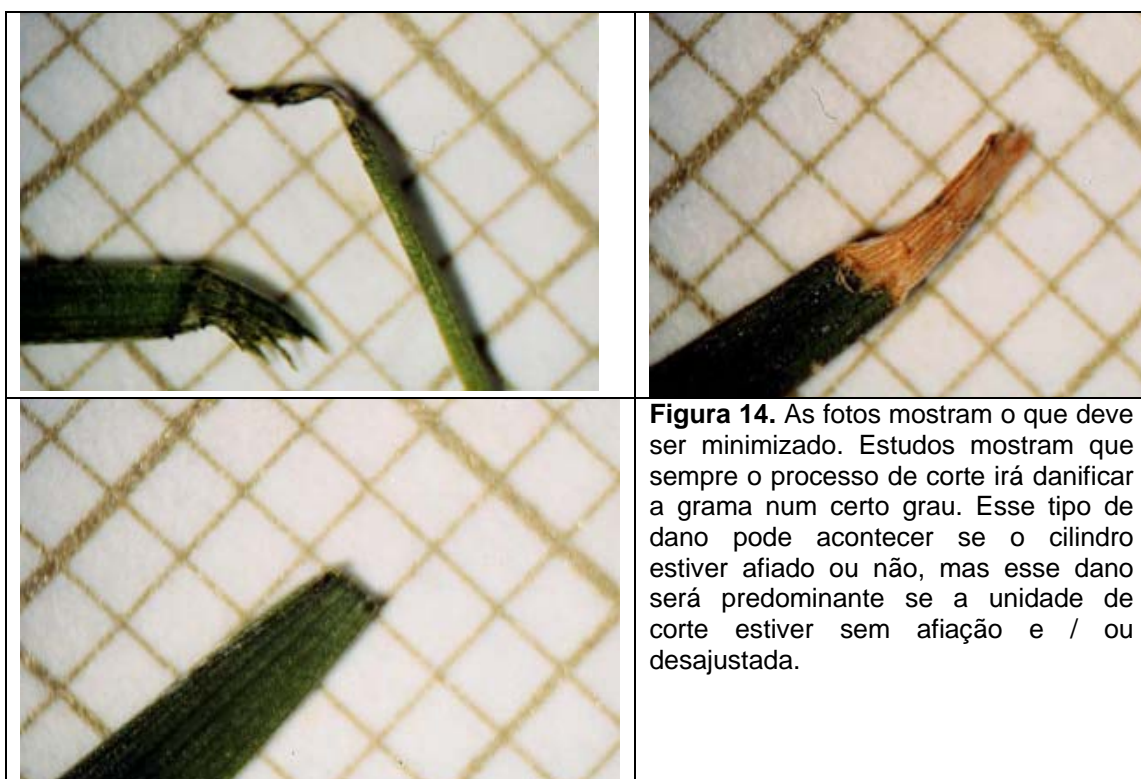 Figura 14. As fotos mostram o que deve
ser minimizado. Estudos mostram que
sempre o processo de corte irá danificar
a grama num certo grau. Esse tipo de
dano pode acontecer se o cilindro
estiver afiado ou não, mas esse dano
será predominante se a unidade de
corte estiver sem afiação e / ou
desajustada.